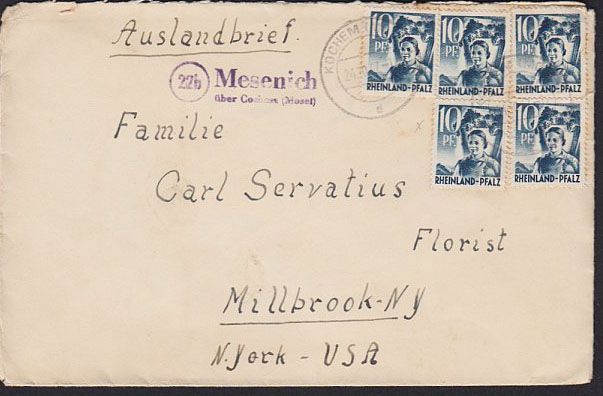 Auslandbrief.
22b Mesenich
über Cochem (Mosel)
KOCHEM
d
10 PF
RHEINLAND-PFALZ
10 PF
RHEINLAND-PFALZ
10 PF
RHEINLAND-PFALZ
10 PF
RHEINLAND-PFALZ
10 PF
RHEINLAND-PFALZ
x
Familie
Carl Servatius
Florist
Millbrook-NY
N.York - USA